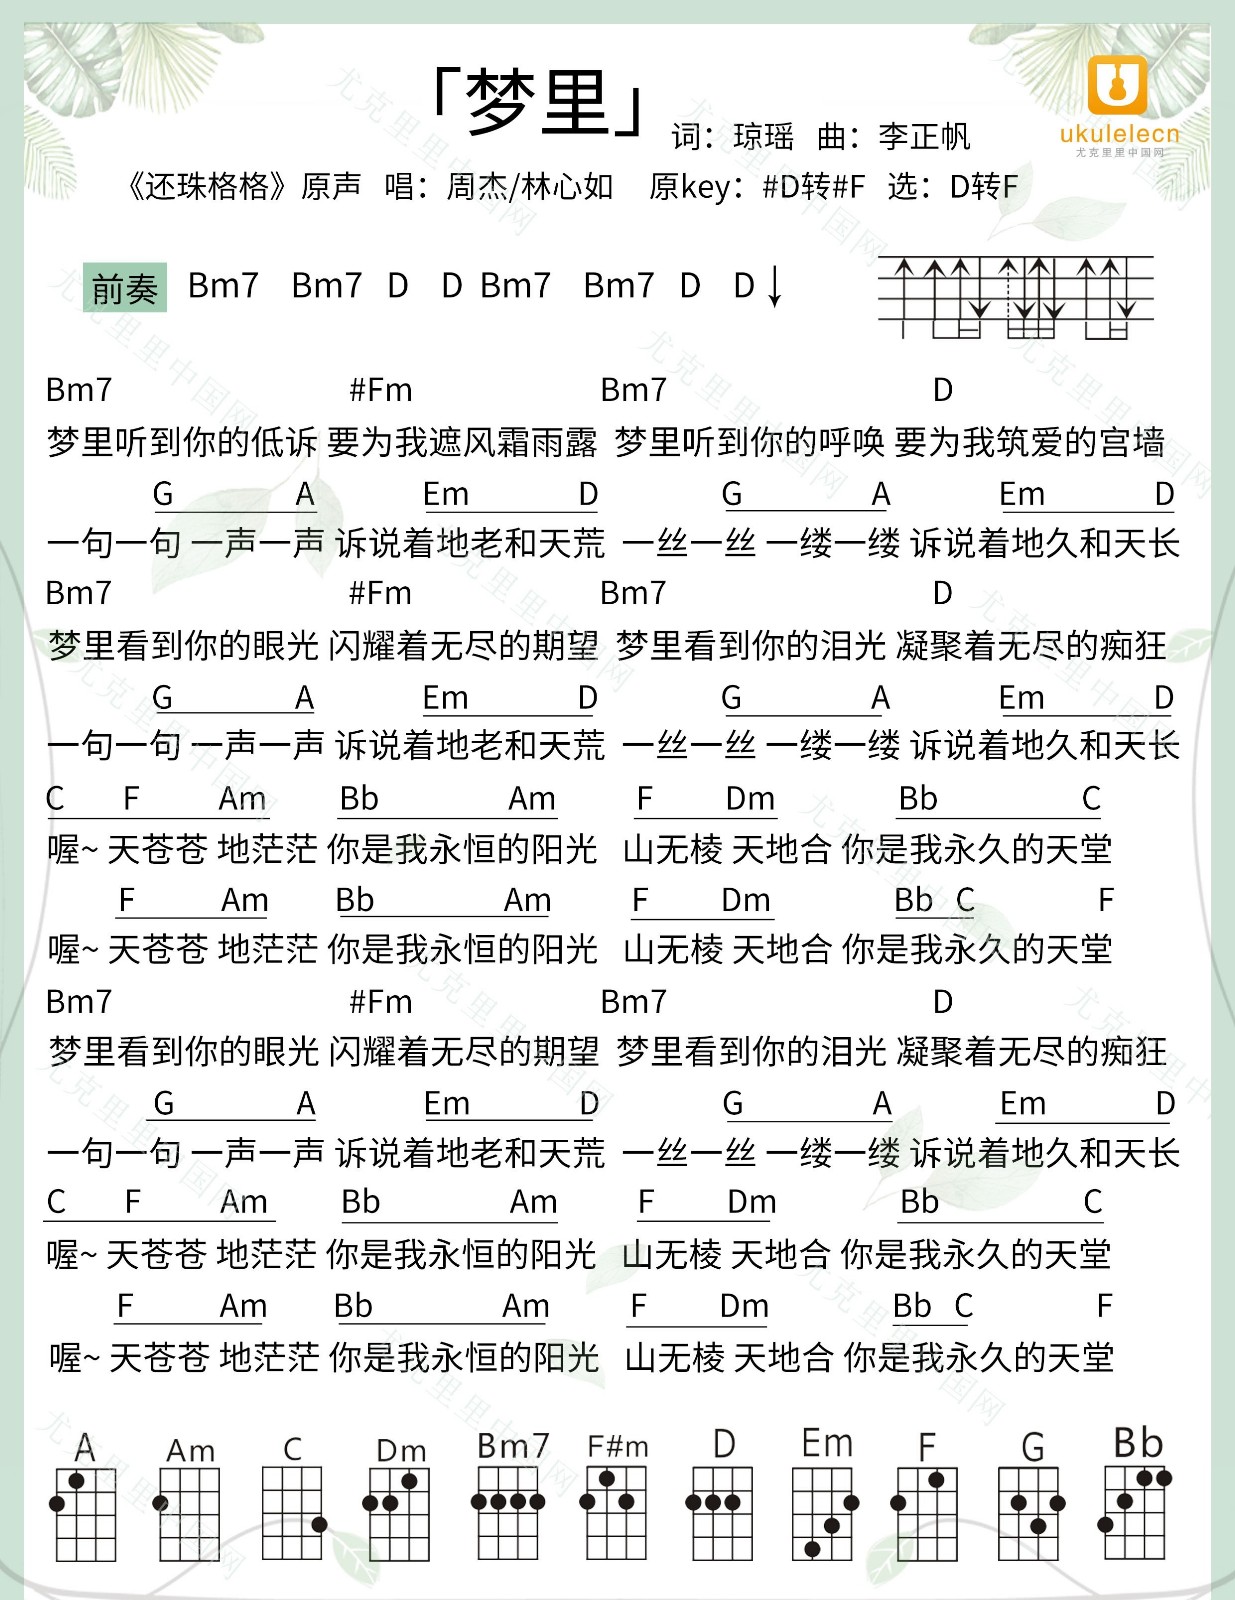 「梦里」
词：琼瑶 曲：李正帆
ukulelecn
尤克里里中国网
《还珠格格》原声 唱：周杰/林心如 原key：#D转#F 选：D转F
前奏 Bm7 Bm7 D D Bm7 Bm7 D D↓
Bm7 #Fm Bm7 D
梦里听到你的低诉 要为我遮风霜雨露 梦里听到你的呼唤 要为我筑爱的宫墙
G A Em D G A Em D
一句一句 一声一声 诉说着地老和天荒 一丝一丝 一缕一缕 诉说着地久和天长
Bm7 #Fm Bm7 D
梦里看到你的眼光 闪耀着无尽的期望 梦里看到你的泪光 凝聚着无尽的痴狂
G A Em D G A Em D
一句一句 一声一声 诉说着地老和天荒 一丝一丝 一缕一缕 诉说着地久和天长
C F Am Bb Am F Dm Bb C
喔~ 天苍苍 地茫茫 你是我永恒的阳光 山无棱 天地合 你是我永久的天堂
F Am Bb Am F Dm Bb C F
喔~ 天苍苍 地茫茫 你是我永恒的阳光 山无棱 天地合 你是我永久的天堂
Bm7 #Fm Bm7 D
梦里看到你的眼光 闪耀着无尽的期望 梦里看到你的泪光 凝聚着无尽的痴狂
G A Em D G A Em D
一句一句 一声一声 诉说着地老和天荒 一丝一丝 一缕一缕 诉说着地久和天长
C F Am Bb Am F Dm Bb C
喔~ 天苍苍 地茫茫 你是我永恒的阳光 山无棱 天地合 你是我永久的天堂
F Am Bb Am F Dm Bb C F
喔~ 天苍苍 地茫茫 你是我永恒的阳光 山无棱 天地合 你是我永久的天堂
A Am C Dm Bm7 F#m D Em F G Bb